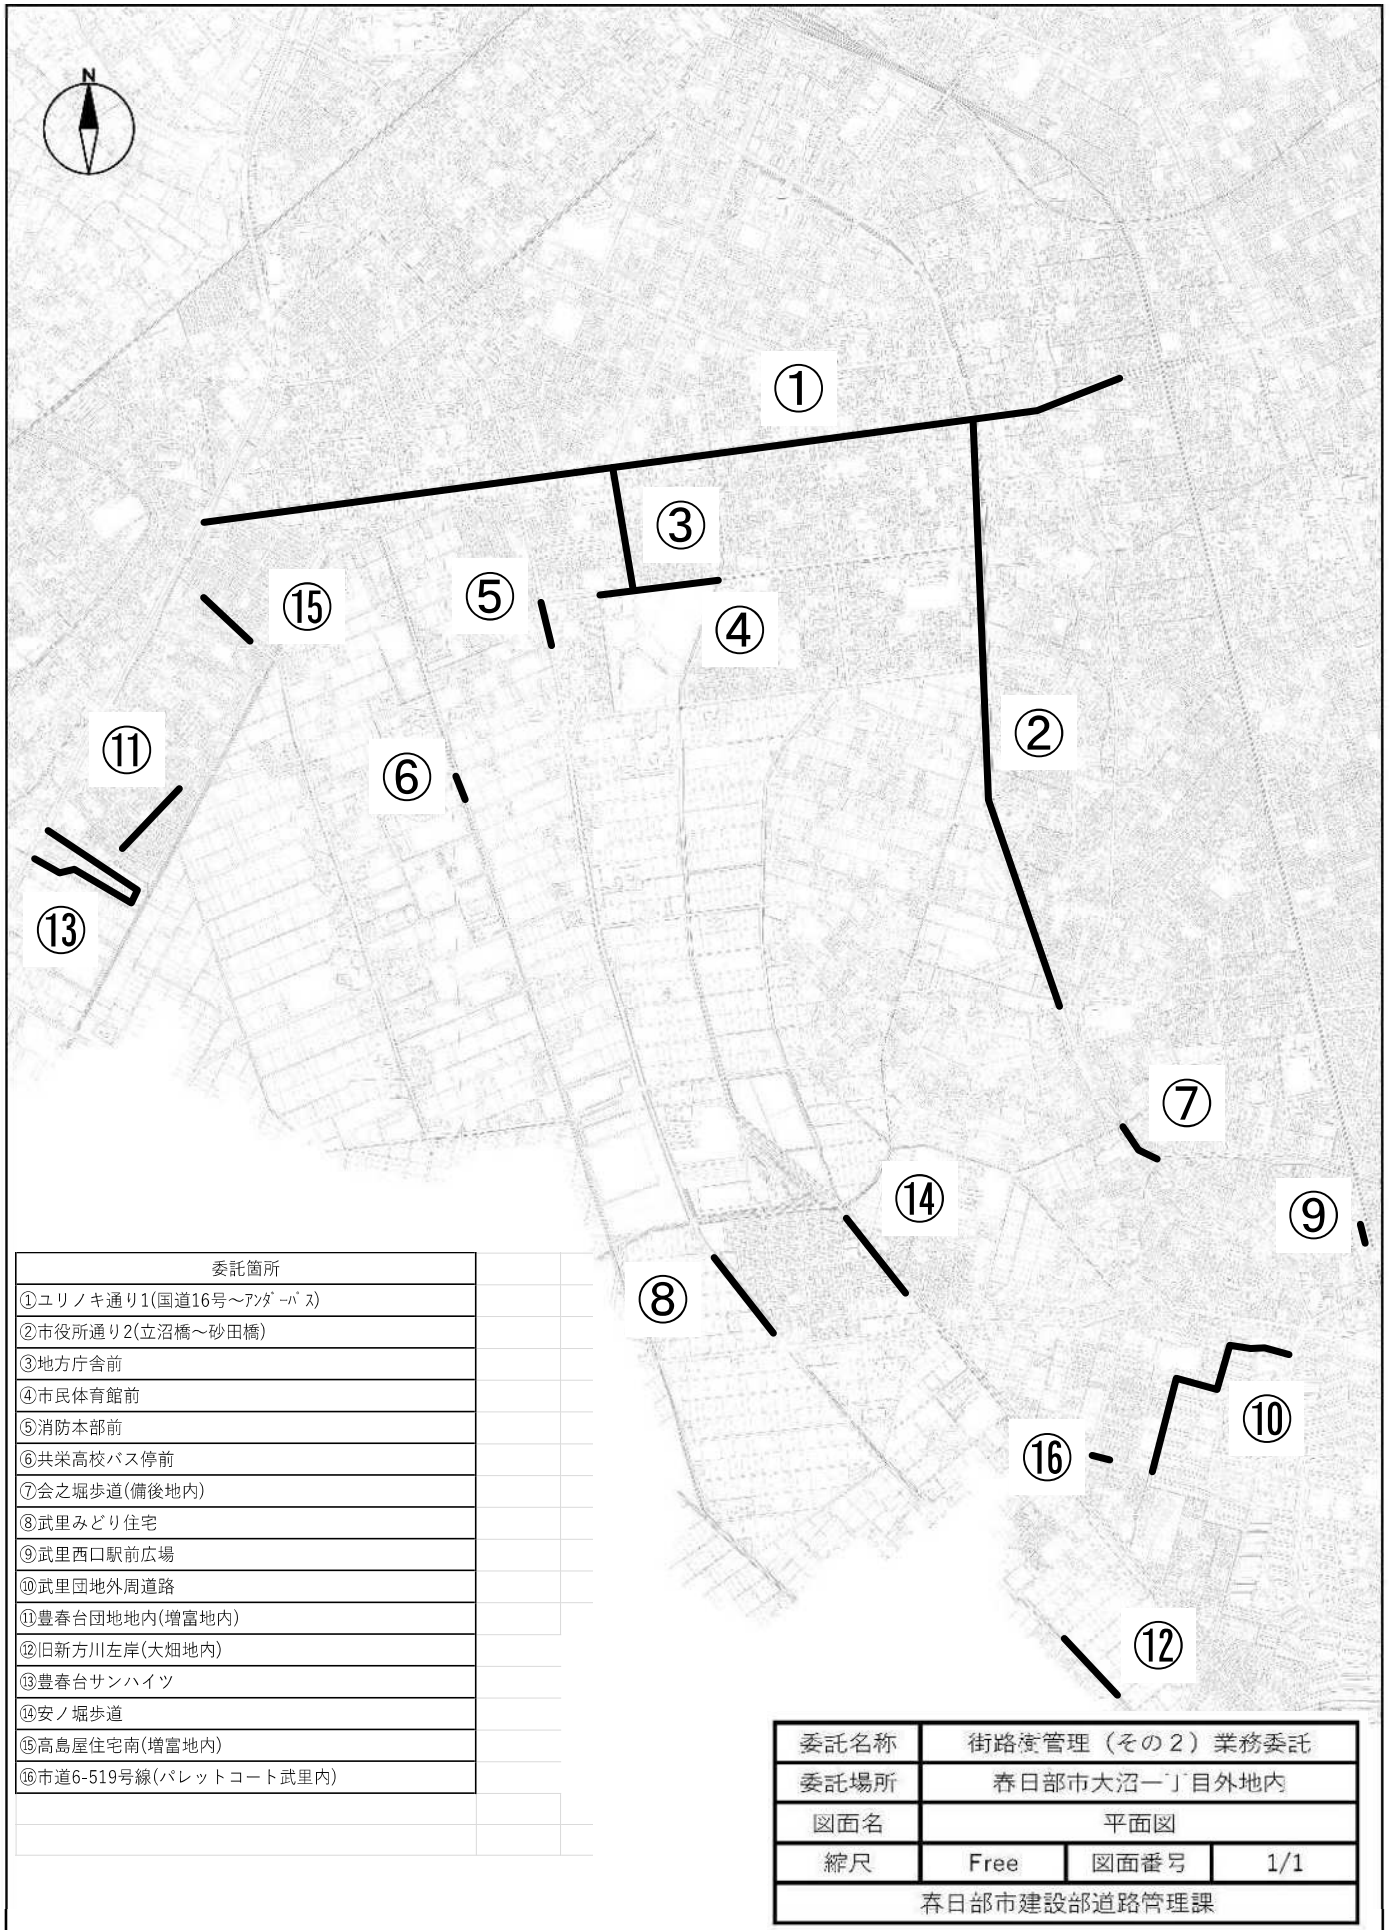 N
①
③
⑤
⑮
④
②
⑪
⑥
⑬
⑦
⑭
⑨
⑧
⑩
⑯
⑫
委託箇所
①ユリノキ通り1(国道16号～ｱﾝﾀﾞｰﾊﾟｽ)
②市役所通り2(立沼橋～砂田橋)
③地方庁舎前
④市民体育館前
⑤消防本部前
⑥共栄高校バス停前
⑦会之堀歩道(備後地内)
⑧武里みどり住宅
⑨武里西口駅前広場
⑩武里団地外周道路
⑪豊春台団地地内(増富地内)
⑫旧新方川左岸(大畑地内)
⑬豊春台サンハイツ
⑭安ノ堀歩道
⑮高島屋住宅南(増富地内)
⑯市道6-519号線(パレットコート武里内)
委託名称 街路樹管理（その２）業務委託
委託場所 春日部市大沼一丁目外地内
図面名 平面図
縮尺 Free 図面番号 1/1
春日部市建設部道路管理課